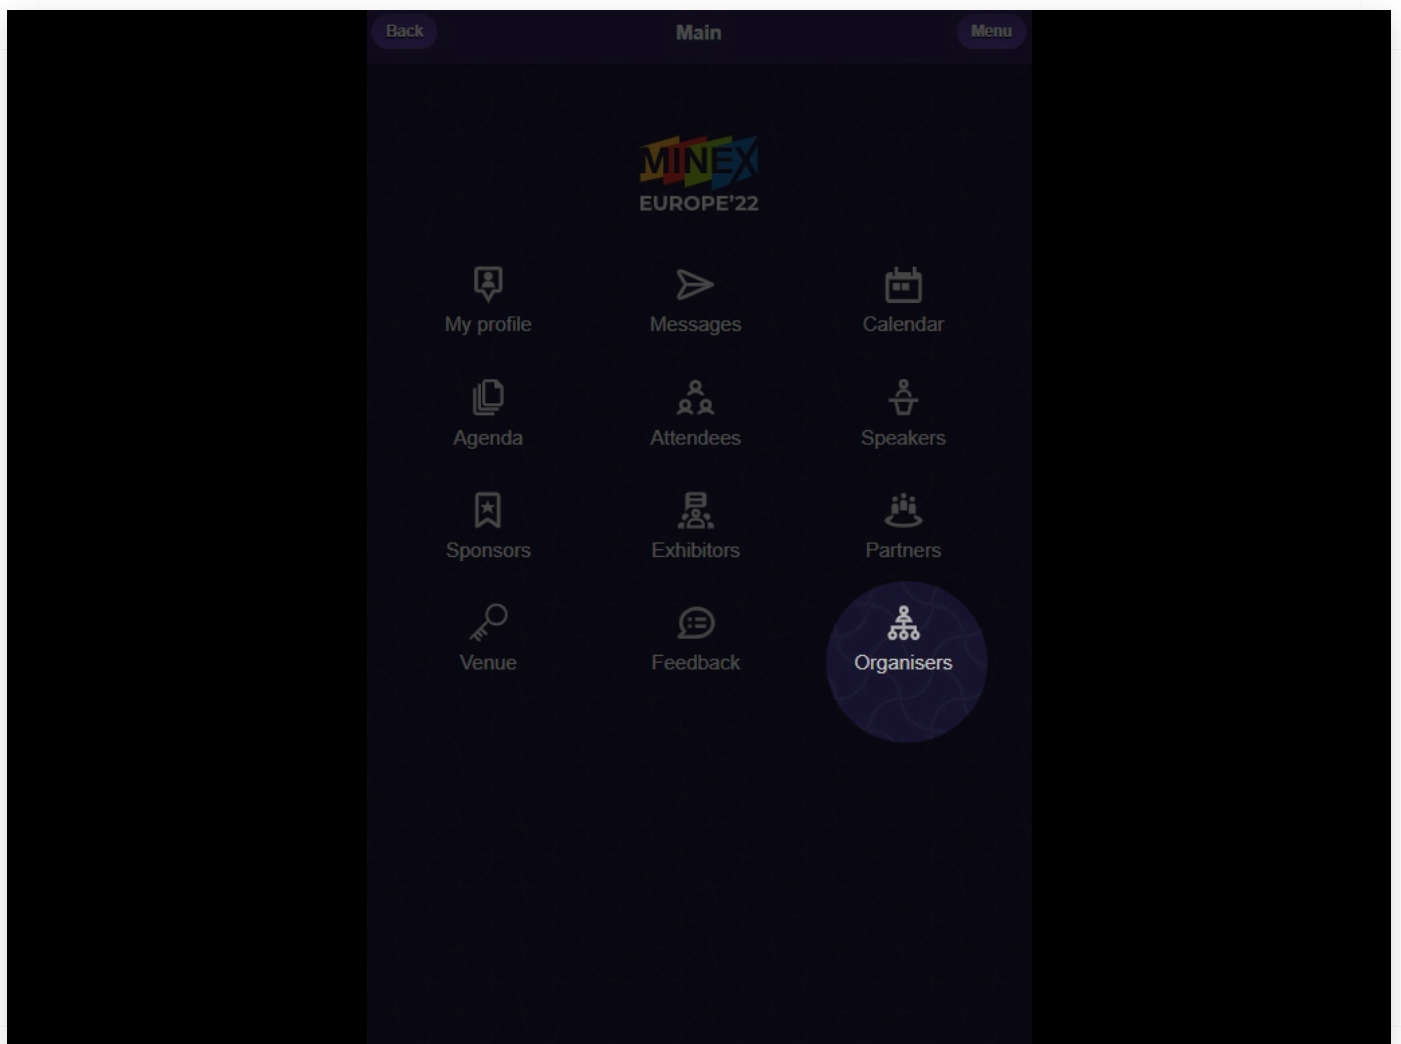 Back Main Menu
MINEX
EUROPE'22
My profile Messages Calendar
Agenda Attendees Speakers
Sponsors Exhibitors Partners
Venue Feedback Organisers